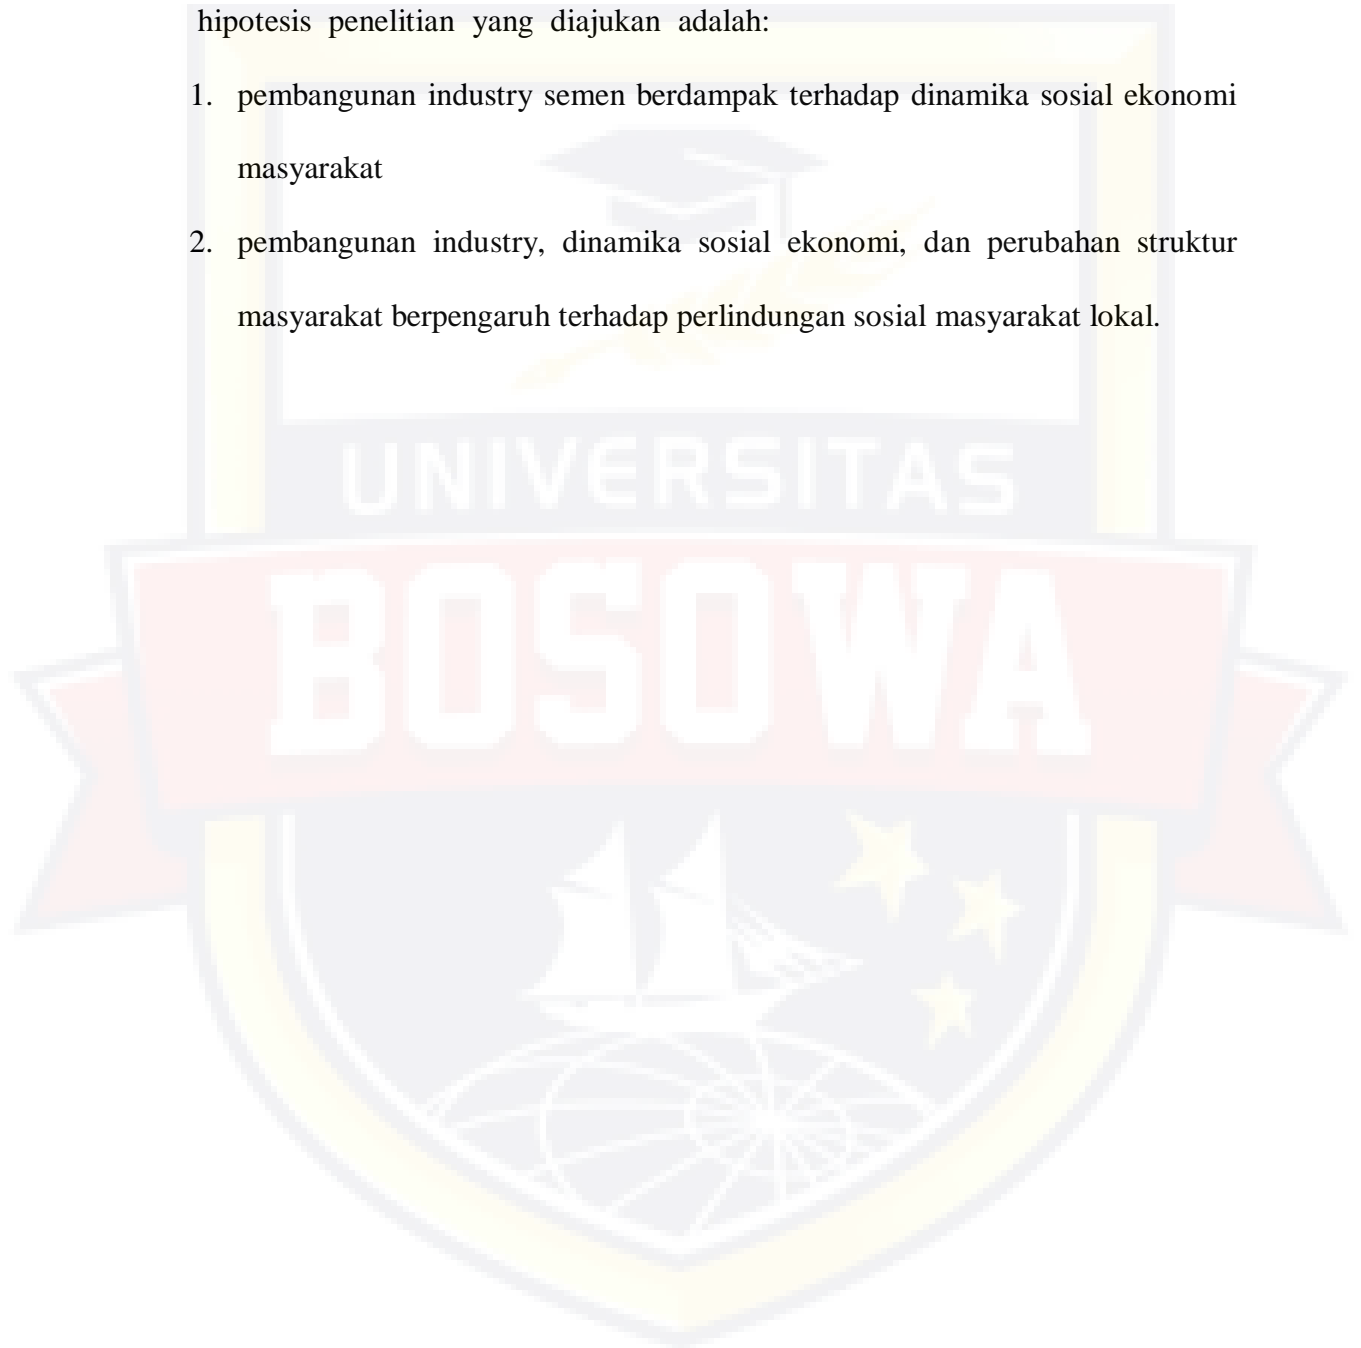 hipotesis penelitian yang diajukan adalah:
1. pembangunan industry semen berdampak terhadap dinamika sosial ekonomi
masyarakat
2. pembangunan industry, dinamika sosial ekonomi, dan perubahan struktur
masyarakat berpengaruh terhadap perlindungan sosial masyarakat lokal.
UNIVERSITAS
BOSOWA